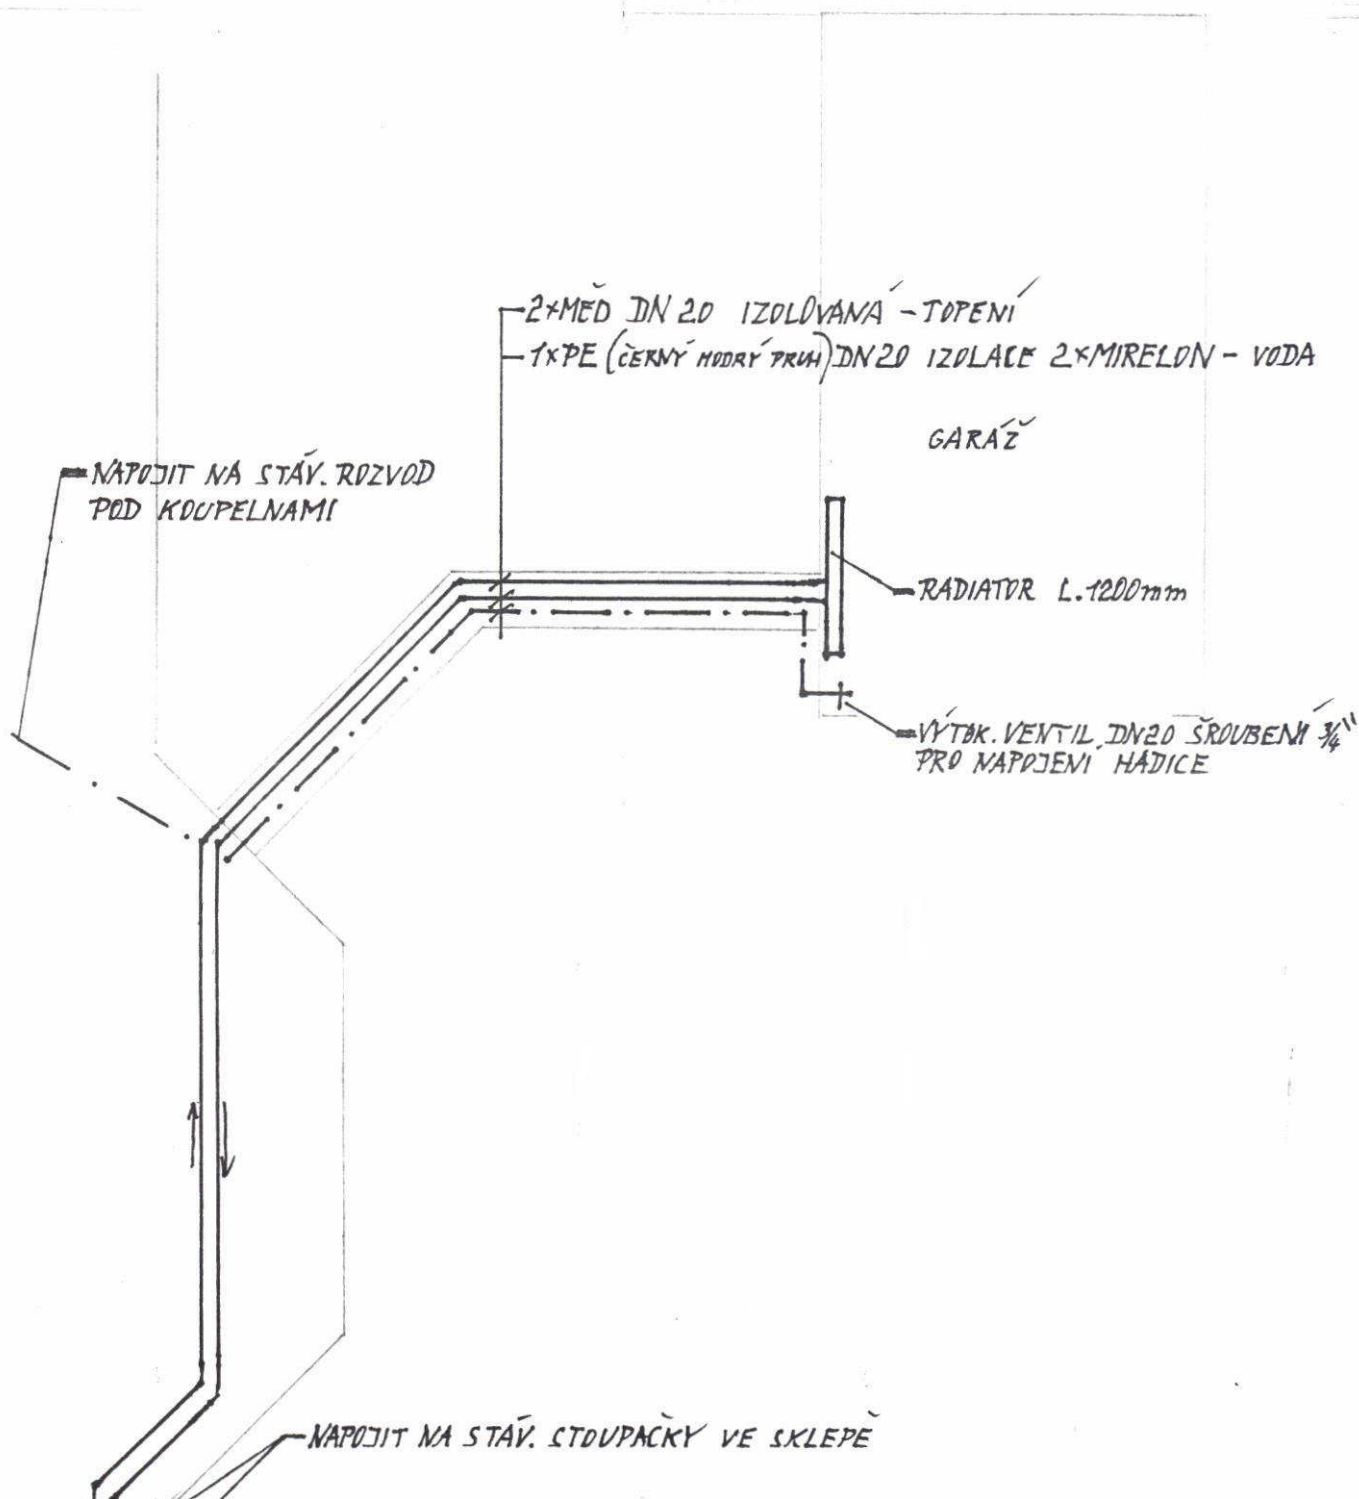 2×MĚD DN 20 IZOLOVANÁ - TOPENÍ
1×PE (ČERNÝ MODRÝ PRUH) DN20 IZOLACE 2×MIRELON - VODA
GARÁŽ
NAPOJIT NA STÁV. ROZVOD
POD KOUPELNAMI
RADIATOR L.1200mm
VÝTOK. VENTIL DN20 ŠROUBENÍ 3/4"
PRO NAPOJENÍ HADICE
NAPOJIT NA STÁV. STOUPAČKY VE SKLEPĚ